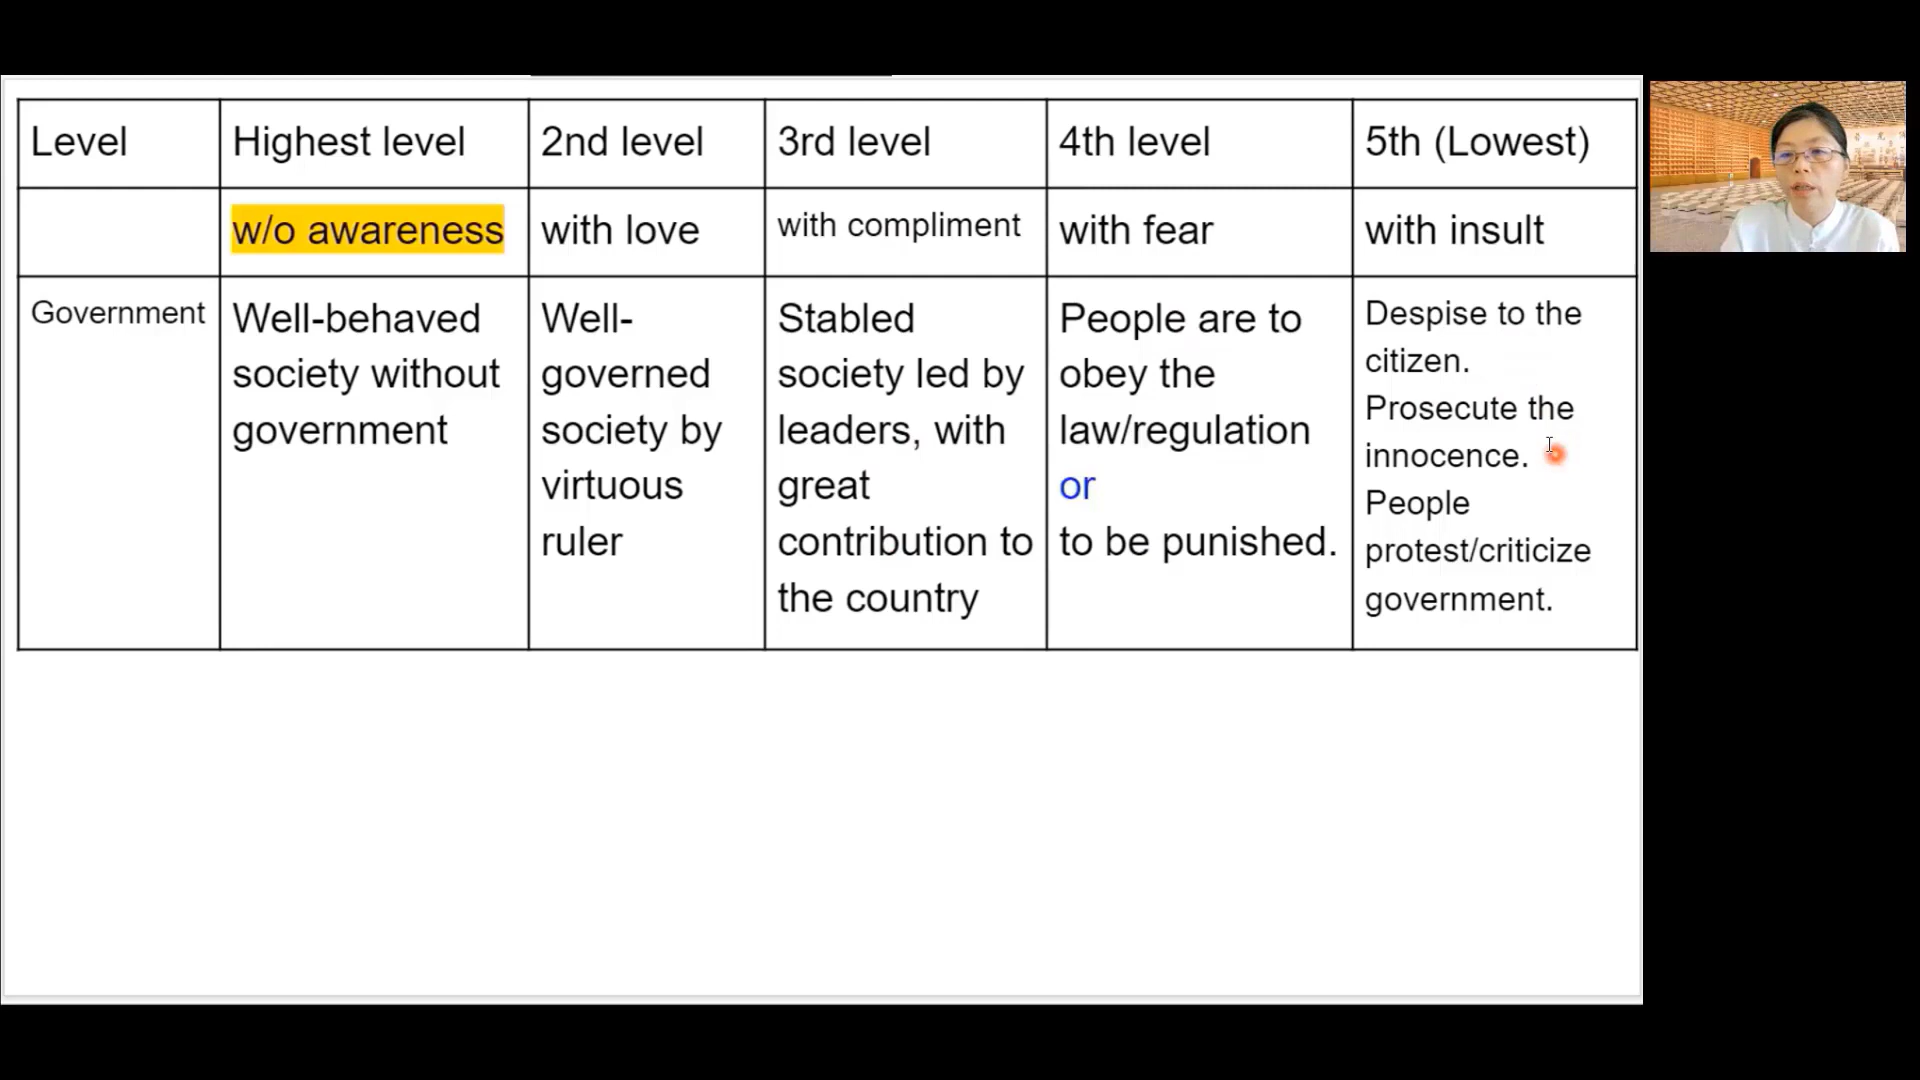 Level
Highest level
2nd level
3rd level
4th level
5th (Lowest)
w/o awareness
with love
with compliment
with fear
with insult
Government
Well-behaved
society without
government
Well-
governed
society by
virtuous
ruler
Stabled
society led by
leaders, with
great
contribution to
the country
People are to
obey the
law/regulation
or
to be punished.
Despise to the
citizen.
Prosecute the
innocence.
People
protest/criticize
government.